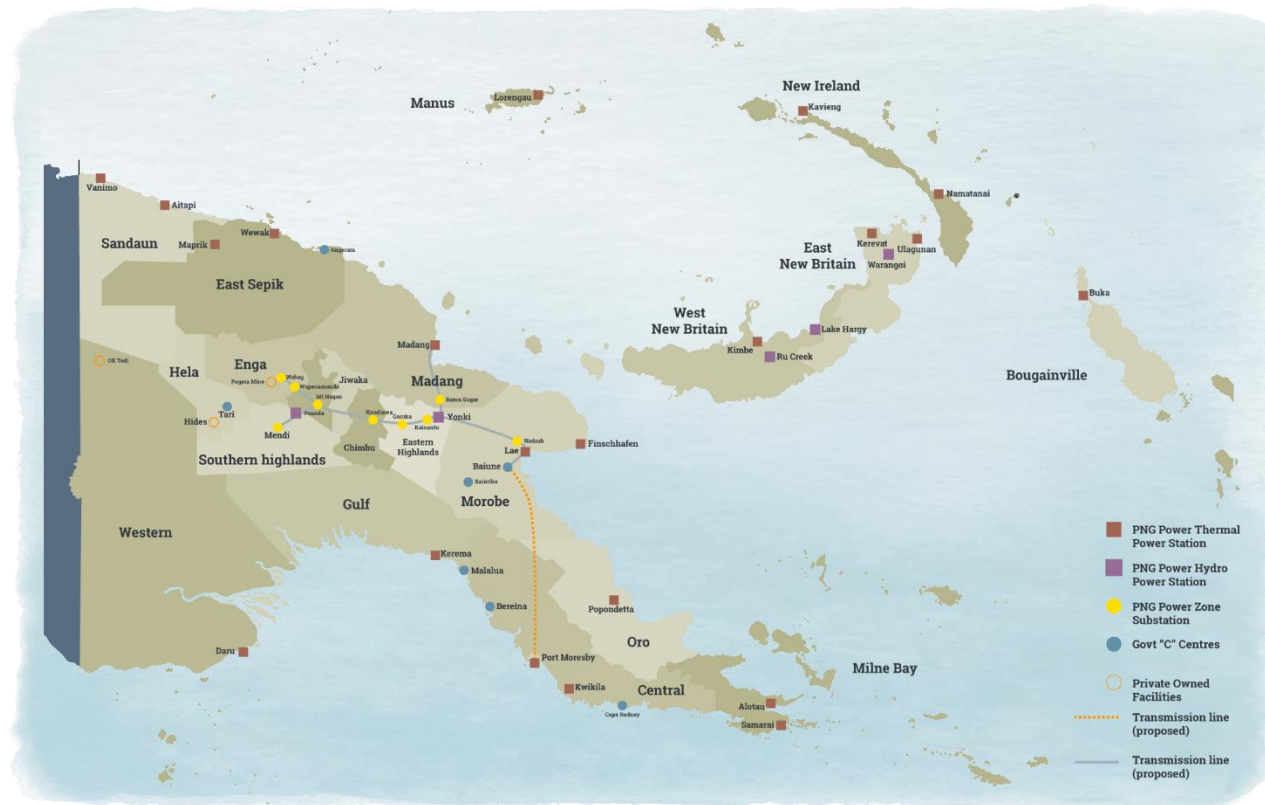 New Ireland
Manus
Lorengau
Kavieng
Vanimo
Aitapi
Namatanai
Sandaun
Maprik
Wewak
Angoram
Kerevat
Ulagunan
East
New Britain
Warangoi
East Sepik
Buka
West
New Britain
Lake Hargy
Madang
Kimbe
Ru Creek
OK Tedi
Hela
Enga
Wabag
Wapenamanda
Jiwaka
Madang
Bougainville
Pogera Mine
Mt Hagan
Ramu Sugar
Tari
Hides
Paunda
Kundiawa
Goroka
Kainantu
Yonki
Mendi
Chimbu
Eastern
Highlands
Nadzab
Lae
Finschhafen
Southern highlands
Baiune
Gulf
Morobe
Western
Kerema
Malalua
Bereina
Popondetta
Oro
Daru
Port Moresby
Milne Bay
Kwikila
Central
Cape Rodney
Alotau
Samarai
PNG Power Thermal
Power Station
PNG Power Hydro
Power Station
PNG Power Zone
Substation
Govt "C" Centres
Private Owned
Facilities
Transmission line
(proposed)
Transmission line
(proposed)